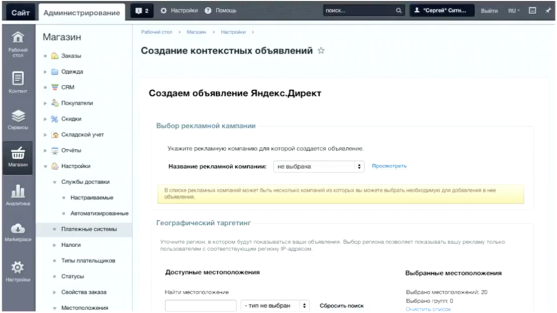 Сайт Администрирование 2 Настройки Помощь поиск... "Сергей" Ситн... Выйти RU
Рабочий стол Магазин Настройки
Создание контекстных объявлений
Рабочий стол
Контент
Сервисы
Магазин
Аналитика
Marketplace
Настройки
Магазин
Заказы
Одежда
CRM
Покупатели
Скидки
Складской учет
Отчёты
Настройки
Службы доставки
Настраиваемые
Автоматизированные
Платежные системы
Налоги
Типы плательщиков
Статусы
Свойства заказа
Местоположения
Создаем объявление Яндекс.Директ
Выбор рекламной кампании
Укажите рекламную компанию для которой создается объявление.
Название рекламной компании: не выбрана Просмотреть
В списке рекламных компаний может быть несколько компаний из которых вы можете выбрать необходимую для добавления в нее
объявления.
Географический таргетинг
Уточните регион, в котором будут показываться ваши объявления. Выбор региона позволяет показывать вашу рекламу только
пользователям с соответствующим региону IP-адресом.
Доступные местоположения
Найти местоположение
- тип не выбран Сбросить поиск
Выбранные местоположения
Выбрано местоположений: 20
Выбрано групп: 0
Очистить список